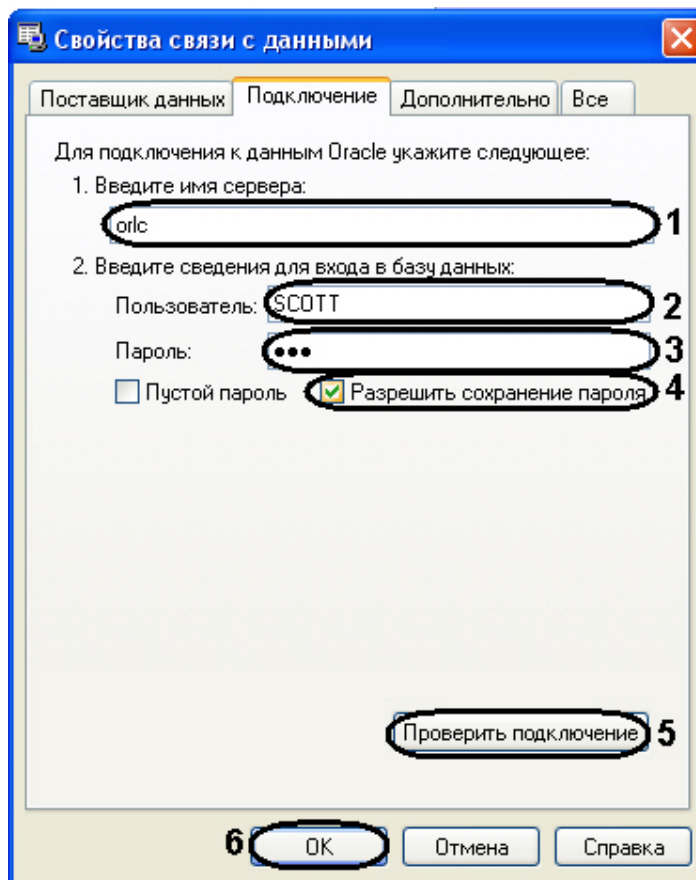 Свойства связи с данными
Поставщик данных Подключение Дополнительно Все
Для подключения к данным Oracle укажите следующее:
1. Введите имя сервера:
orlc 1
2. Введите сведения для входа в базу данных:
Пользователь: SCOTT 2
Пароль: ●●● 3
Пустой пароль Разрешить сохранение пароля 4
Проверить подключение 5
6 OK Отмена Справка